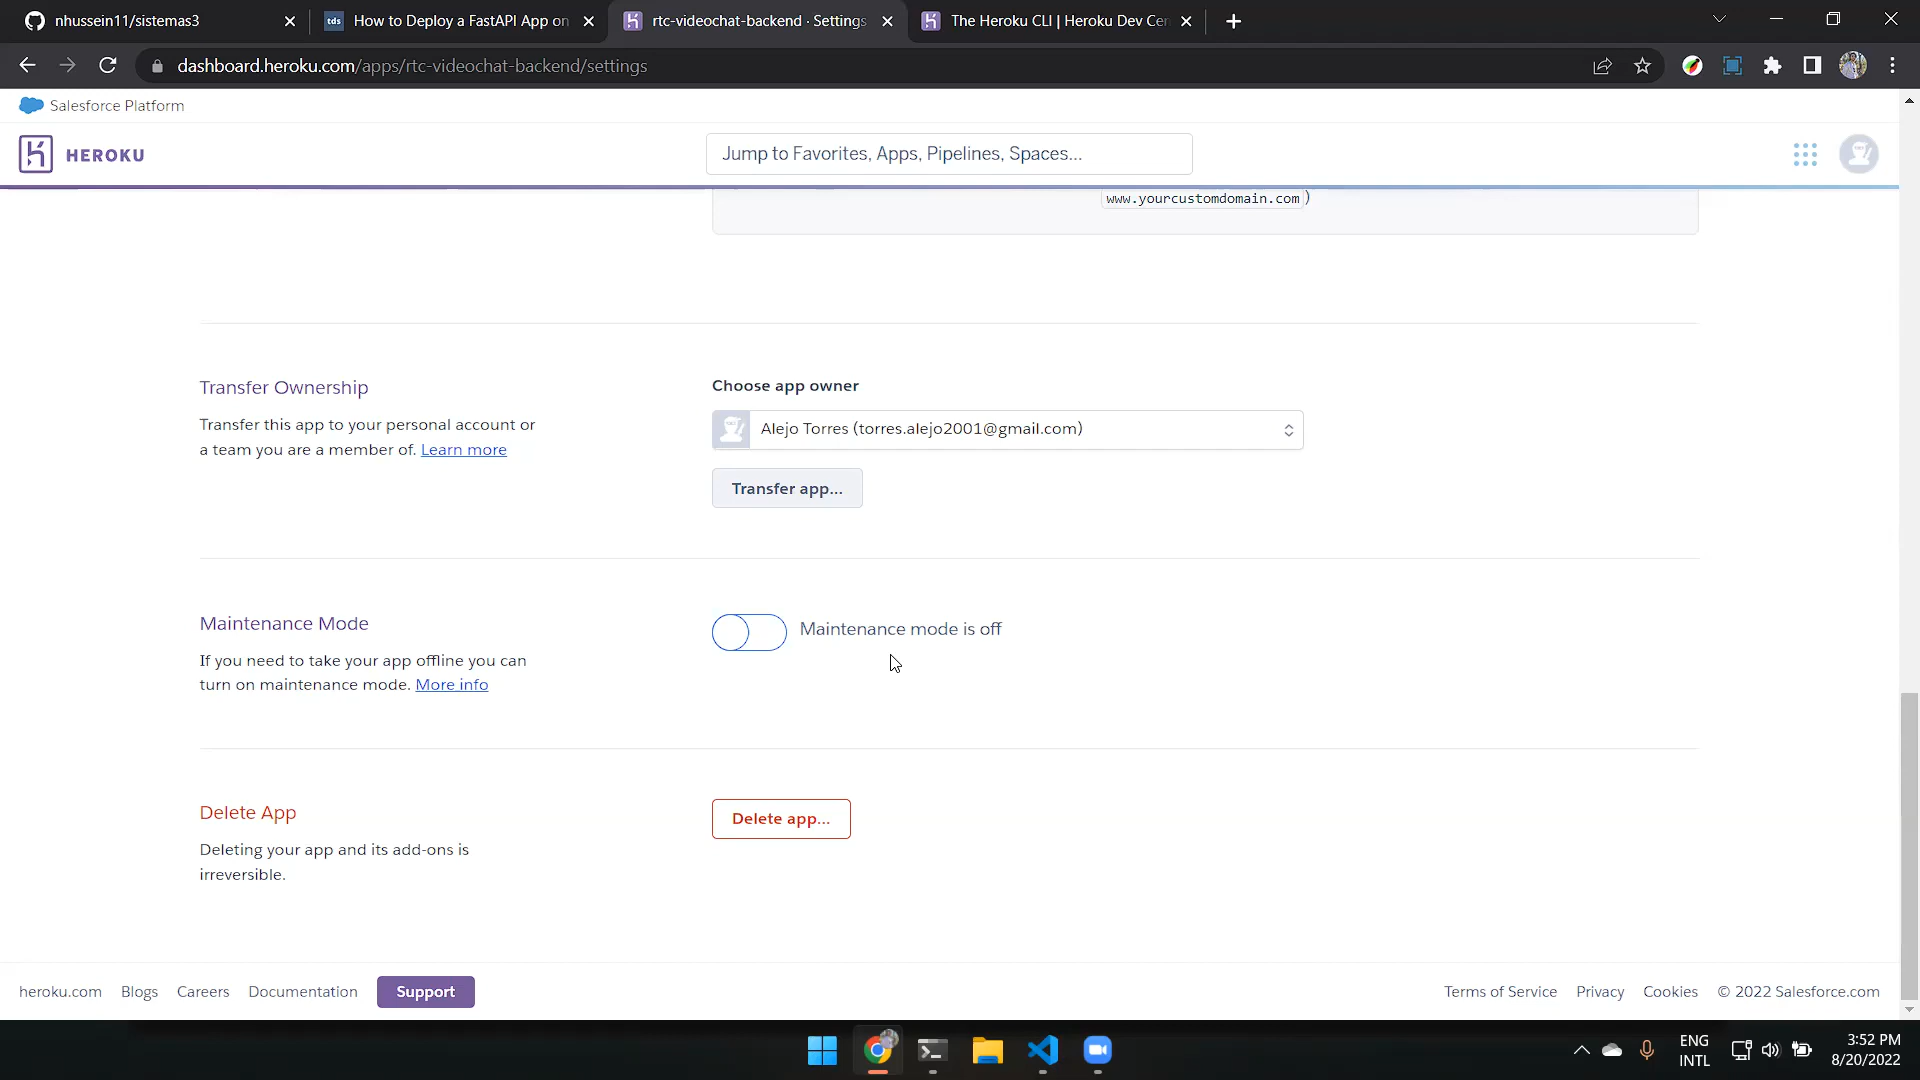 nhussein11/sistemas3
tds How to Deploy a FastAPI App on
rtc-videochat-backend · Settings
The Heroku CLI | Heroku Dev Cen
dashboard.heroku.com/apps/rtc-videochat-backend/settings
Salesforce Platform
HEROKU
Jump to Favorites, Apps, Pipelines, Spaces...
www.yourcustomdomain.com )
Transfer Ownership
Transfer this app to your personal account or
a team you are a member of. Learn more
Choose app owner
Alejo Torres (torres.alejo2001@gmail.com)
Transfer app...
Maintenance Mode
If you need to take your app offline you can
turn on maintenance mode. More info
Maintenance mode is off
Delete App
Deleting your app and its add-ons is
irreversible.
Delete app...
heroku.com Blogs Careers Documentation Support
Terms of Service Privacy Cookies © 2022 Salesforce.com
ENG
INTL
3:52 PM
8/20/2022